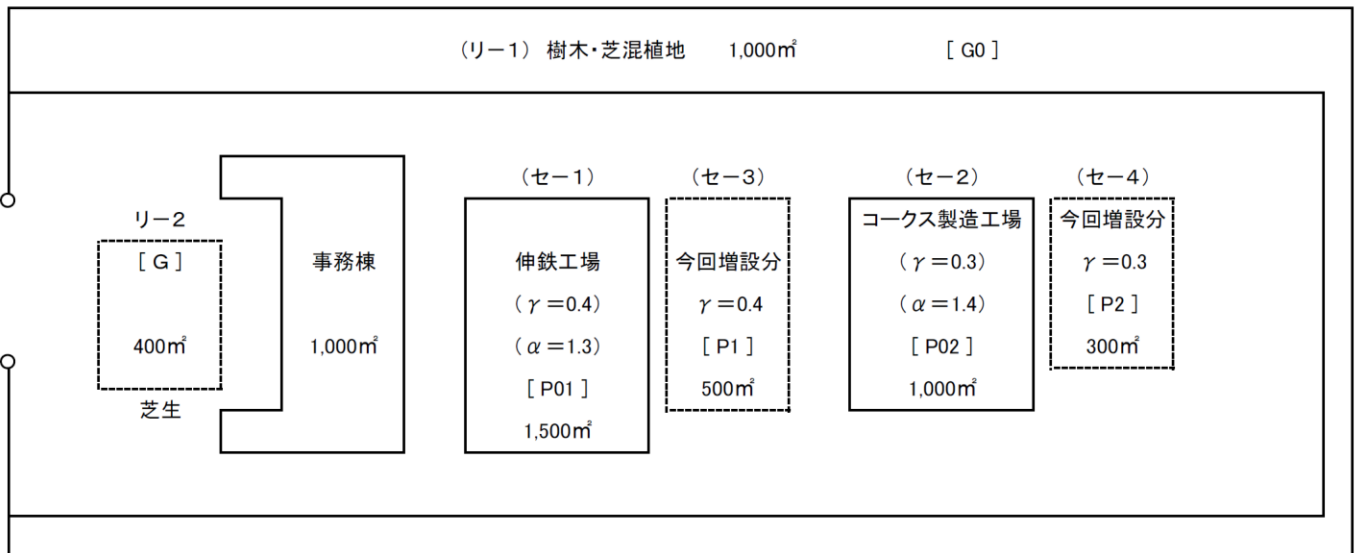 (リー1) 樹木・芝混植地 1,000㎡ [ G0 ]
リー2
[ G ]
400㎡
芝生
事務棟
1,000㎡
(セー1)
伸鉄工場
(γ=0.4)
(α=1.3)
[ P01 ]
1,500㎡
(セー3)
今回増設分
γ=0.4
[ P1 ]
500㎡
(セー2)
コークス製造工場
(γ=0.3)
(α=1.4)
[ P02 ]
1,000㎡
(セー4)
今回増設分
γ=0.3
[ P2 ]
300㎡